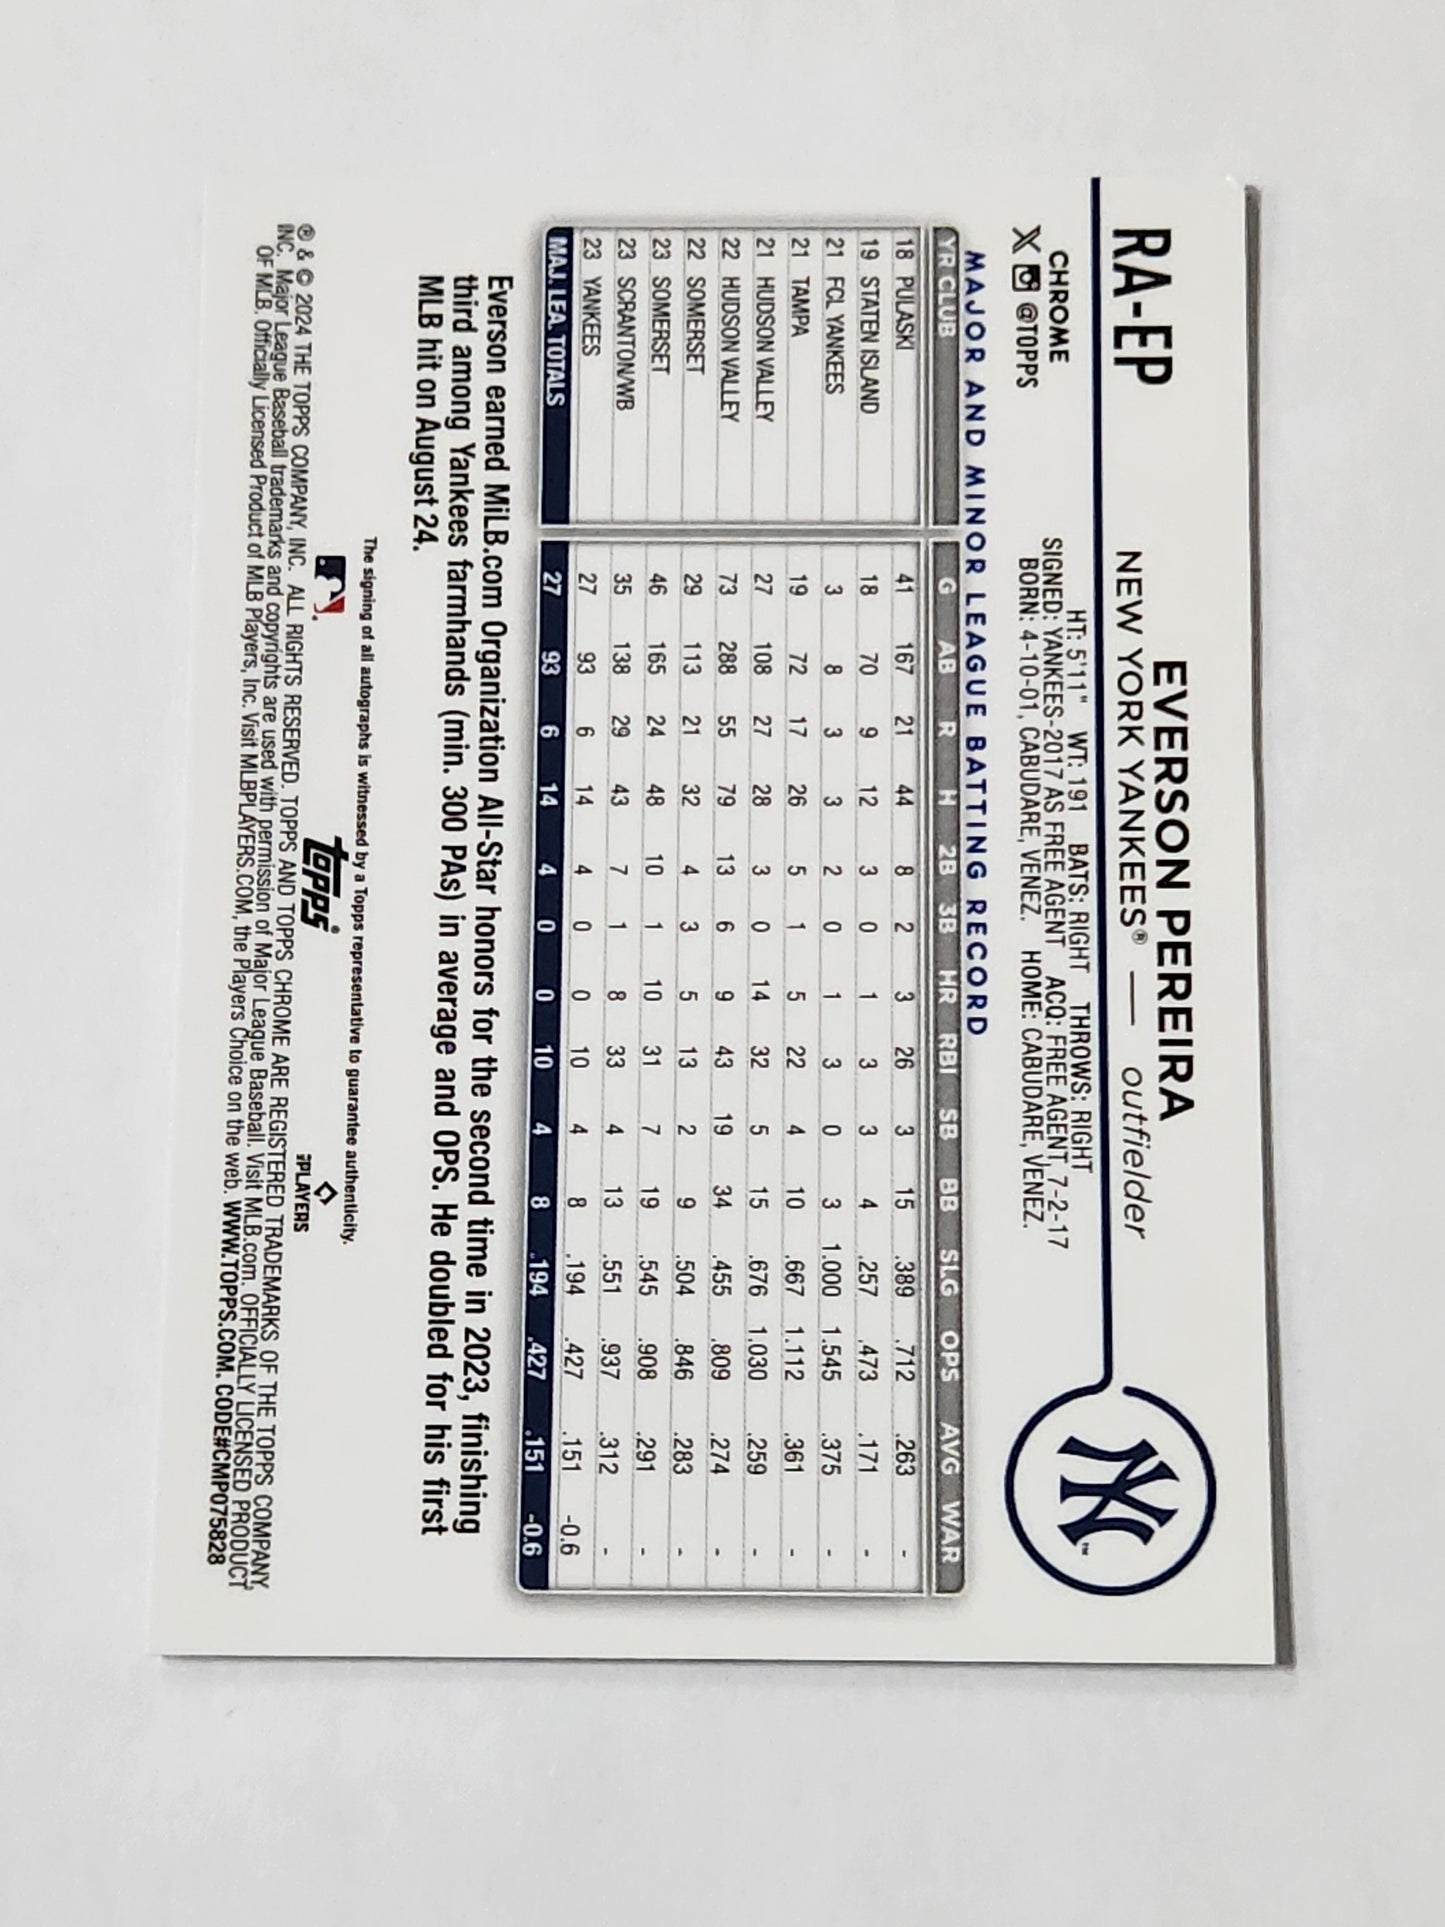 RA-EP
EVERSON PEREIRA
NEW YORK YANKEES® — outfielder
CHROME
@TOPPS
HT: 5'11" WT: 191 BATS: RIGHT THROWS: RIGHT
SIGNED: YANKEES-2017 AS FREE AGENT ACQ: FREE AGENT, 7-2-17
BORN: 4-10-01, CABUDARE, VENEZ. HOME: CABUDARE, VENEZ.
MAJOR AND MINOR LEAGUE BATTING RECORD
YR CLUB G AB R H 2B 3B HR RBI SB BB SLG OPS AVG WAR
18 PULASKI 41 167 21 44 8 2 3 26 3 15 .389 .712 .263 -
19 STATEN ISLAND 18 70 9 12 3 0 1 3 3 4 .257 .473 .171 -
21 FCL YANKEES 3 8 3 3 2 0 1 3 0 3 1.000 1.545 .375 -
21 TAMPA 19 72 17 26 5 1 5 22 4 10 .667 1.112 .361 -
21 HUDSON VALLEY 27 108 27 28 3 0 14 32 5 15 .676 1.030 .259 -
22 HUDSON VALLEY 73 288 55 79 13 6 9 43 19 34 .455 .809 .274 -
22 SOMERSET 29 113 21 32 4 3 5 13 2 9 .504 .846 .283 -
23 SOMERSET 46 165 24 48 10 1 10 31 7 19 .545 .908 .291 -
23 SCRANTON/WB 35 138 29 43 7 1 8 33 4 13 .551 .937 .312 -
23 YANKEES 27 93 6 14 4 0 0 10 4 8 .194 .427 .151 -0.6
MAJ. LEA. TOTALS 27 93 6 14 4 0 0 10 4 8 .194 .427 .151 -0.6
Everson earned MiLB.com Organization All-Star honors for the second time in 2023, finishing
third among Yankees farmhands (min. 300 PAs) in average and OPS. He doubled for his first
MLB hit on August 24.
The signing of all autographs is witnessed by a Topps representative to guarantee authenticity.
topps®
PLAYERS
® & © 2024 THE TOPPS COMPANY, INC. ALL RIGHTS RESERVED. TOPPS AND TOPPS CHROME ARE REGISTERED TRADEMARKS OF THE TOPPS COMPANY,
INC. Major League Baseball trademarks and copyrights are used with permission of Major League Baseball. Visit MLB.com. OFFICIALLY LICENSED PRODUCT
OF MLB. Officially Licensed Product of MLB Players, Inc. Visit MLBPLAYERS.COM, the Players Choice on the web. WWW.TOPPS.COM. CODE#CMP075828